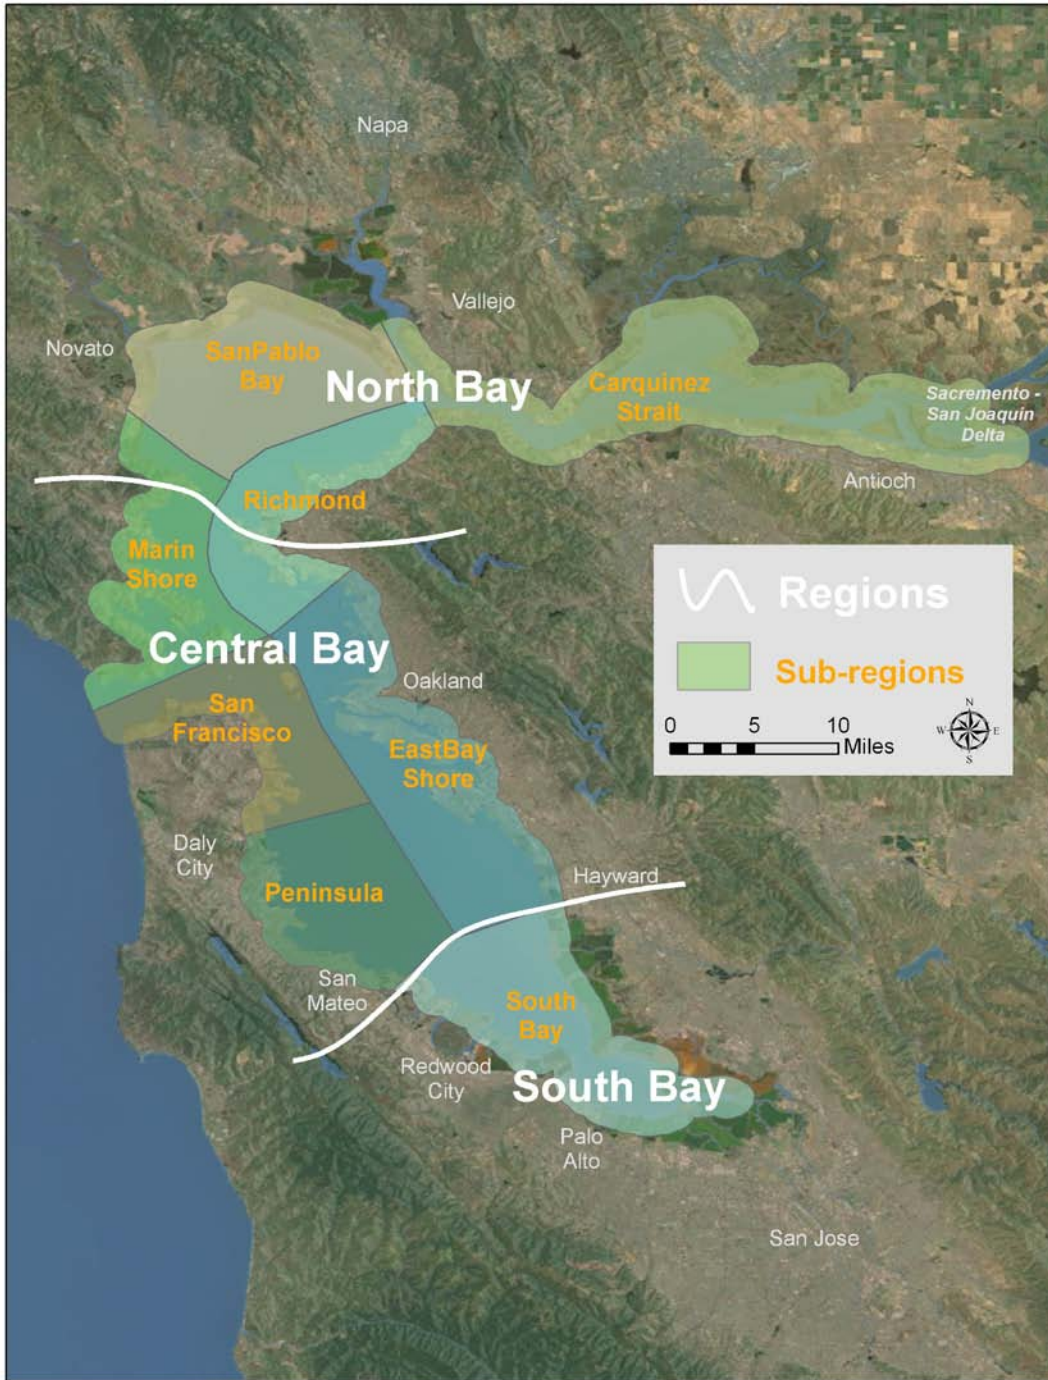 Napa
Vallejo
Novato
SanPablo
Bay
North Bay
Carquinez
Strait
Sacremento -
San Joaquin
Delta
Antioch
Richmond
Marin
Shore
Regions
Sub-regions
0 5 10
Miles
N
W E
S
Central Bay
Oakland
San
Francisco
EastBay
Shore
Daly
City
Hayward
Peninsula
San
Mateo
South
Bay
Redwood
City
South Bay
Palo
Alto
San Jose